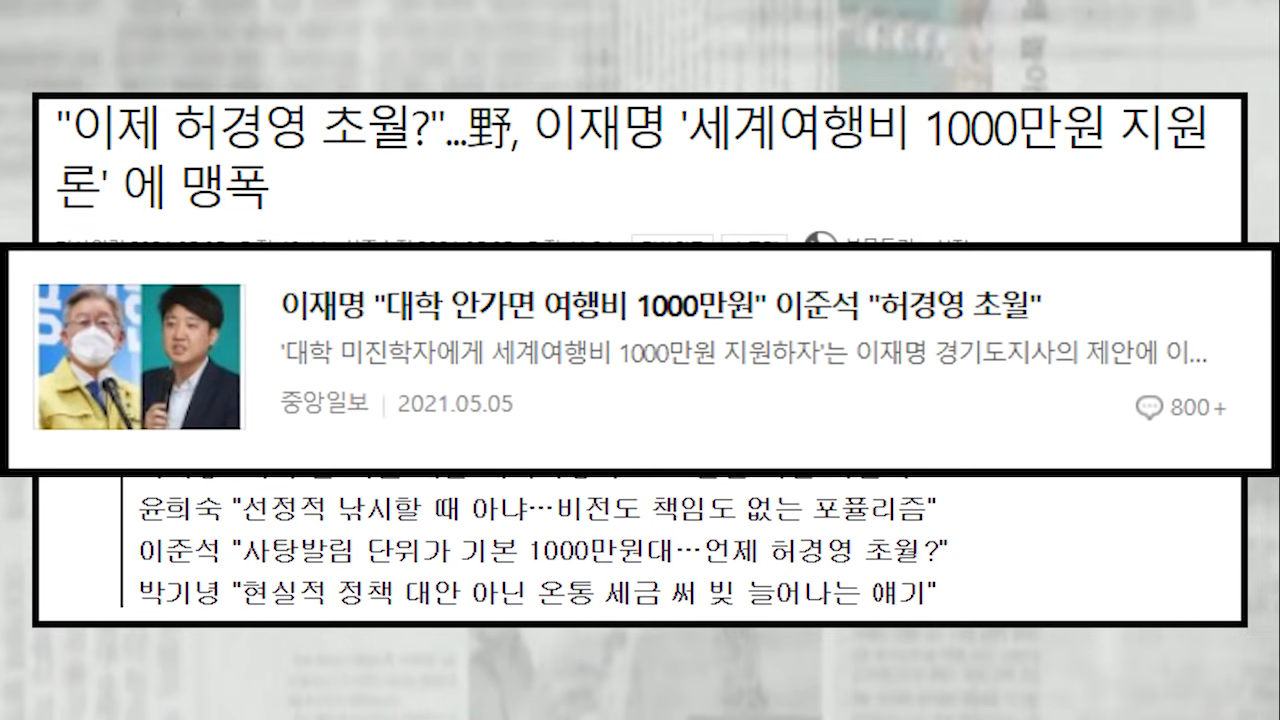 "이제 허경영 초월?"...野, 이재명 '세계여행비 1000만원 지원
론' 에 맹폭
이재명 "대학 안가면 여행비 1000만원" 이준석 "허경영 초월"
'대학 미진학자에게 세계여행비 1000만원 지원하자'는 이재명 경기도지사의 제안에 이...
중앙일보 | 2021.05.05
800+
윤희숙 "선정적 낚시할 때 아냐…비전도 책임도 없는 포퓰리즘"
이준석 "사탕발림 단위가 기본 1000만원대…언제 허경영 초월?"
박기녕 "현실적 정책 대안 아닌 온통 세금 써 빚 늘어나는 얘기"